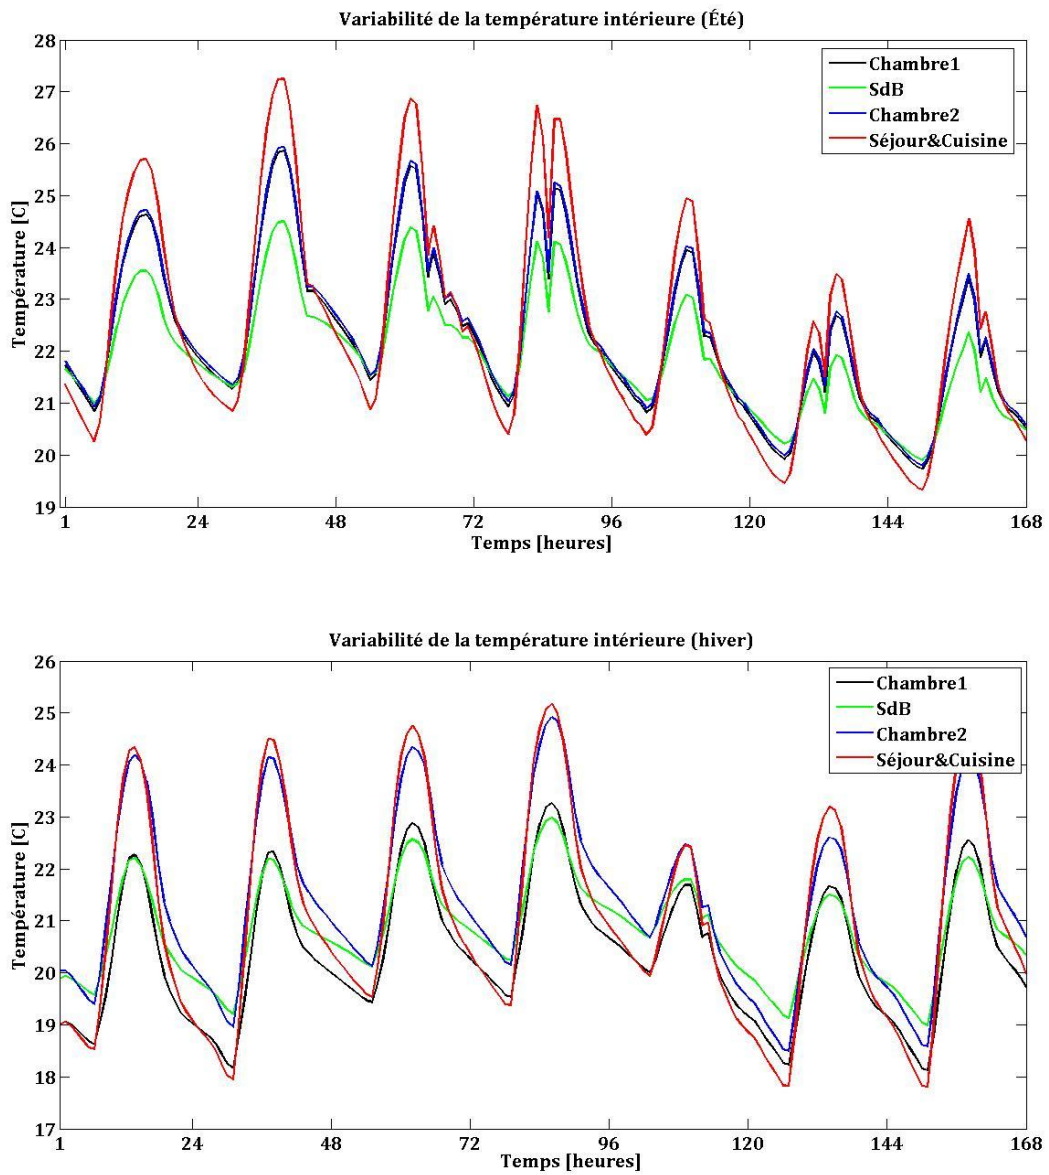 Variabilité de la température intérieure (Été)
28
27
26
25
24
23
22
21
20
19
Température [C]
Chambre1
SdB
Chambre2
Séjour&Cuisine
1 24 48 72 96 120 144 168
Temps [heures]
Variabilité de la température intérieure (hiver)
26
25
24
23
22
21
20
19
18
17
Température [C]
Chambre1
SdB
Chambre2
Séjour&Cuisine
1 24 48 72 96 120 144 168
Temps [heures]